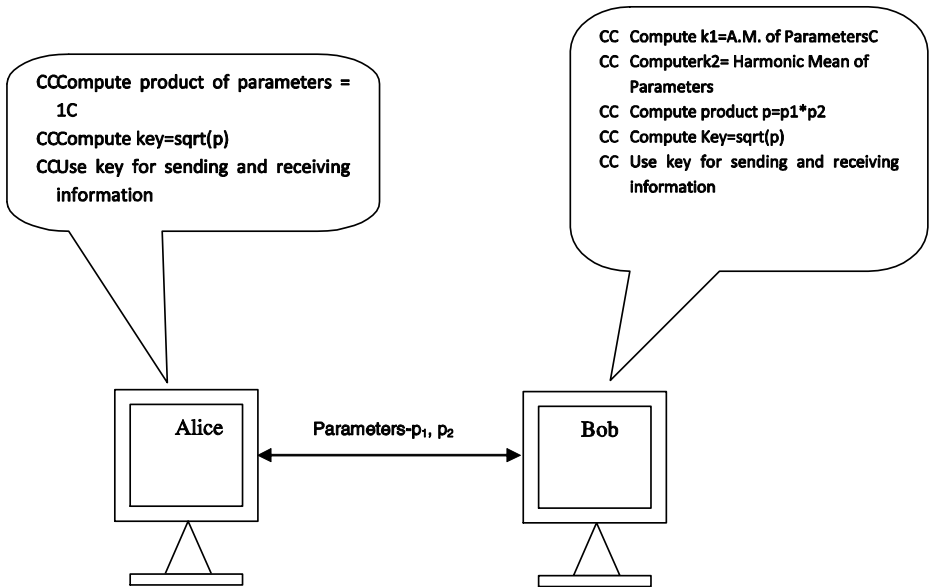 CCCompute product of parameters =
1C
CCCompute key=sqrt(p)
CCUse key for sending and receiving
information
CC Compute k1=A.M. of ParametersC
CC Computerk2= Harmonic Mean of
Parameters
CC Compute product p=p1*p2
CC Compute Key=sqrt(p)
CC Use key for sending and receiving
information
Alice
Parameters-p₁, p₂
Bob